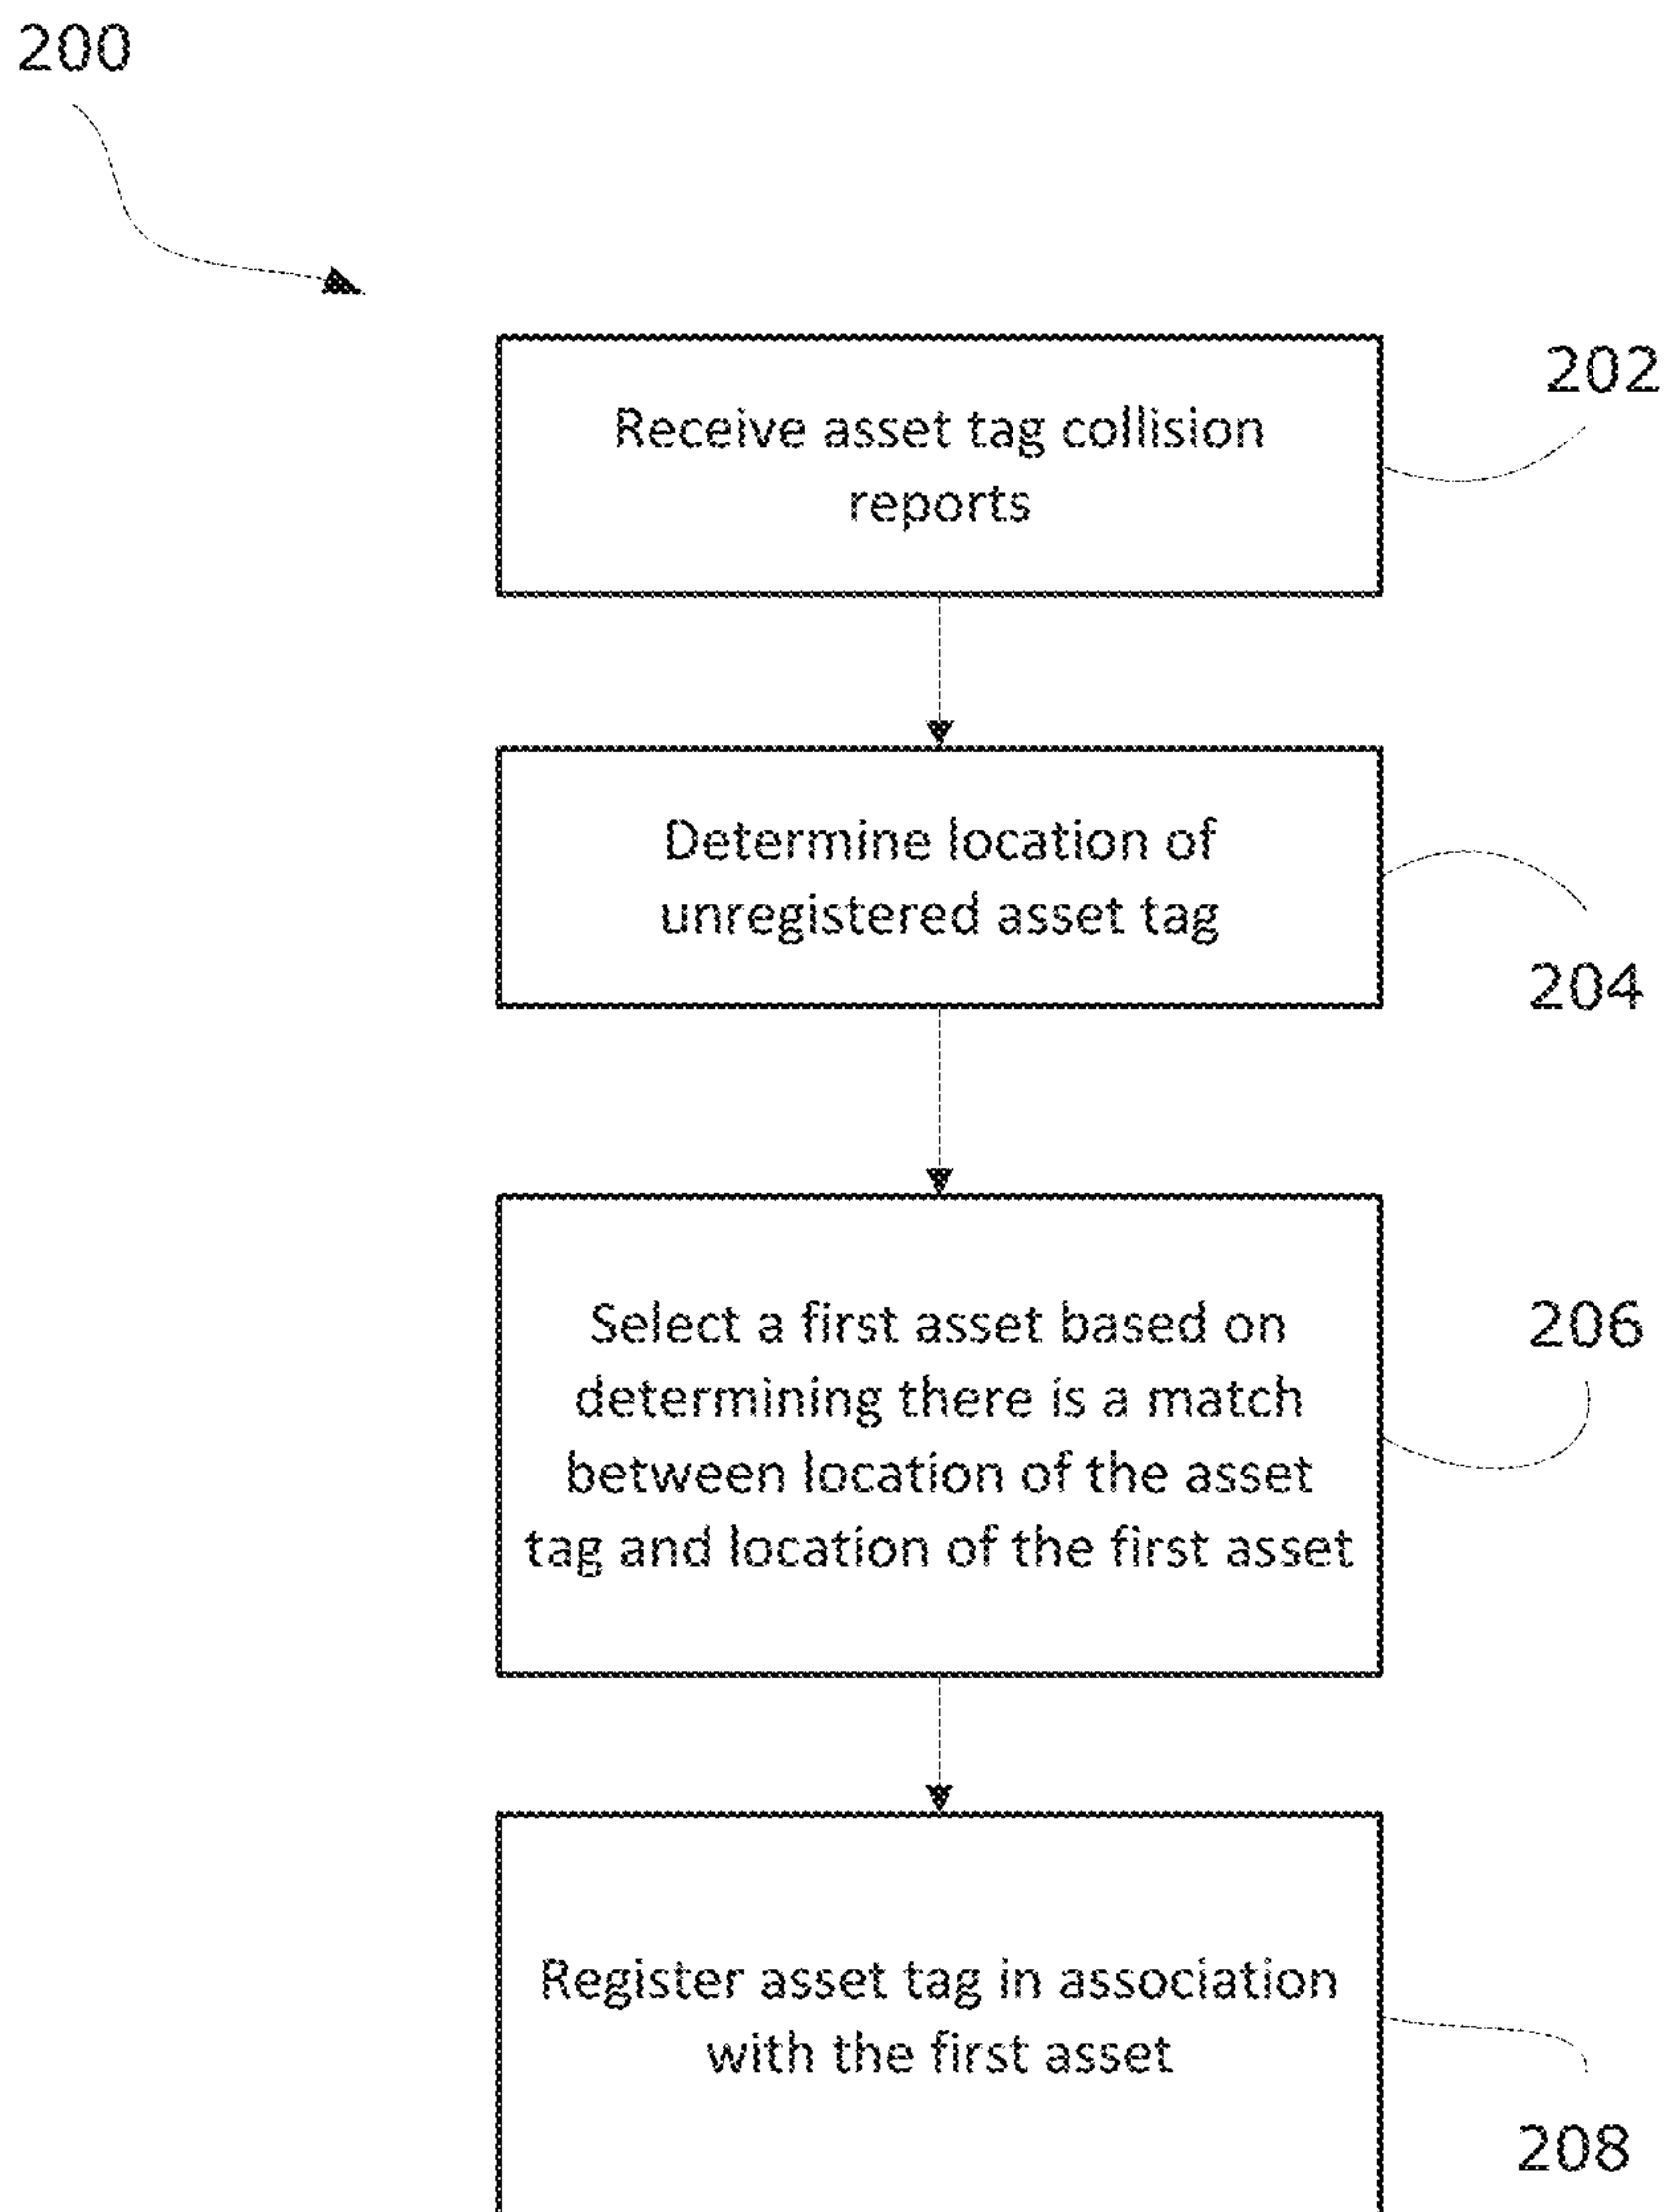 200
Receive asset tag collision
reports
202
Determine location of
unregistered asset tag
204
Select a first asset based on
determining there is a match
between location of the asset
tag and location of the first asset
206
Register asset tag in association
with the first asset
208